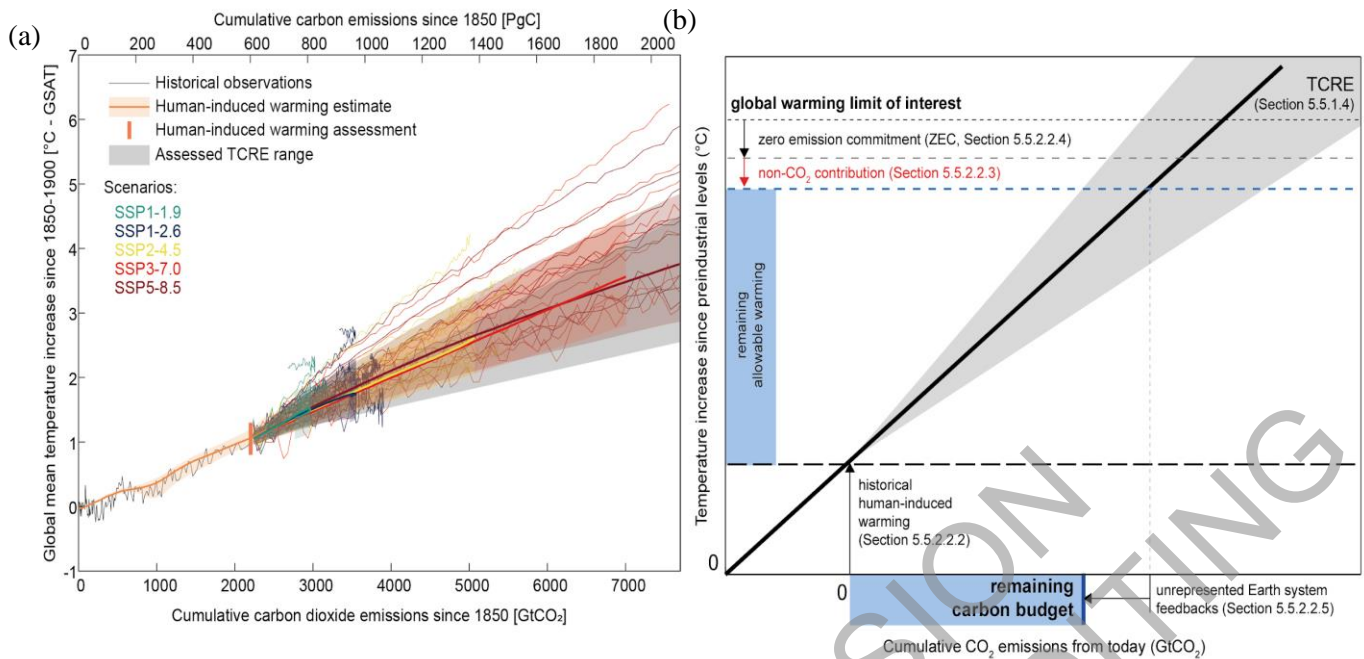 (a)
Cumulative carbon emissions since 1850 [PgC]
0 200 400 600 800 1000 1200 1400 1600 1800 2000
Global mean temperature increase since 1850-1900 [°C - GSAT]
7
6
5
4
3
2
1
0
-1
Historical observations
Human-induced warming estimate
Human-induced warming assessment
Assessed TCRE range
Scenarios:
SSP1-1.9
SSP1-2.6
SSP2-4.5
SSP3-7.0
SSP5-8.5
0 1000 2000 3000 4000 5000 6000 7000
Cumulative carbon dioxide emissions since 1850 [GtCO₂]
(b)
Temperature increase since preindustrial levels (°C)
TCRE
(Section 5.5.1.4)
global warming limit of interest
zero emission commitment (ZEC, Section 5.5.2.2.4)
non-CO₂ contribution (Section 5.5.2.2.3)
remaining
allowable warming
historical
human-induced
warming
(Section 5.5.2.2.2)
0
0
remaining
carbon budget
unrepresented Earth system
feedbacks (Section 5.5.2.2.5)
Cumulative CO₂ emissions from today (GtCO₂)
SION
DITING